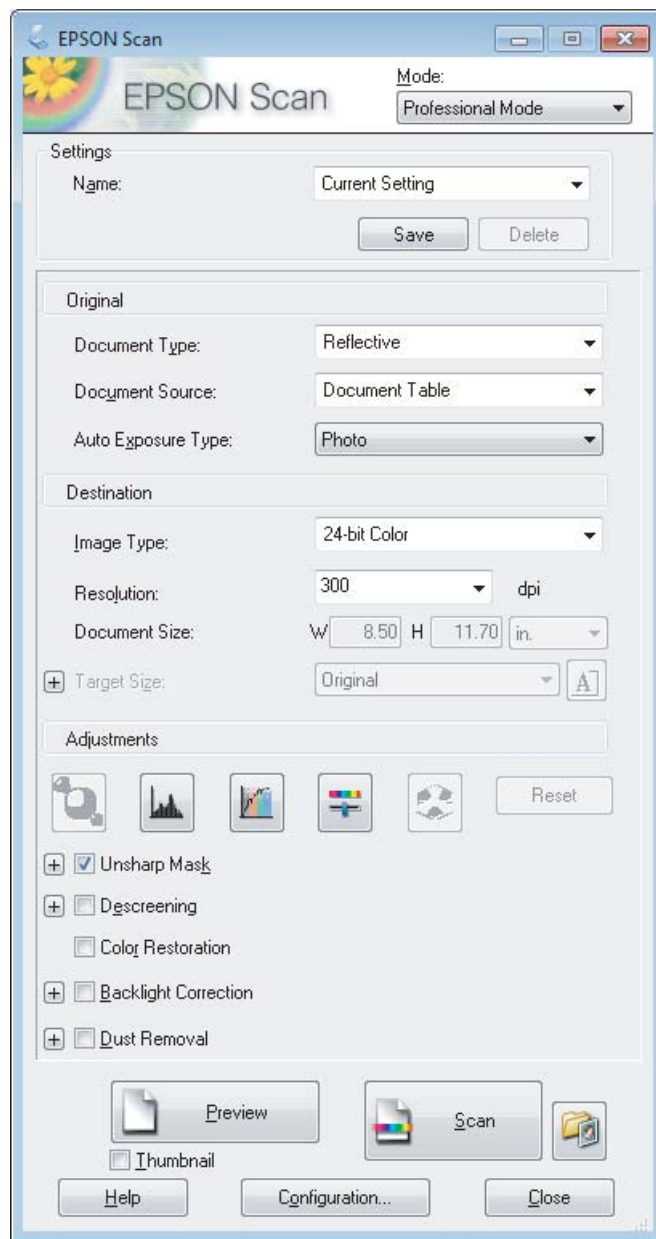 EPSON Scan
EPSON Scan
Mode:
Professional Mode
Settings
Name:
Current Setting
Save
Delete
Original
Document Type:
Reflective
Document Source:
Document Table
Auto Exposure Type:
Photo
Destination
Image Type:
24-bit Color
Resolution:
300
dpi
Document Size:
W 8.50 H 11.70 in.
Target Size:
Original
A
Adjustments
Reset
Unsharp Mask
Descreening
Color Restoration
Backlight Correction
Dust Removal
Preview
Scan
Thumbnail
Help
Configuration...
Close